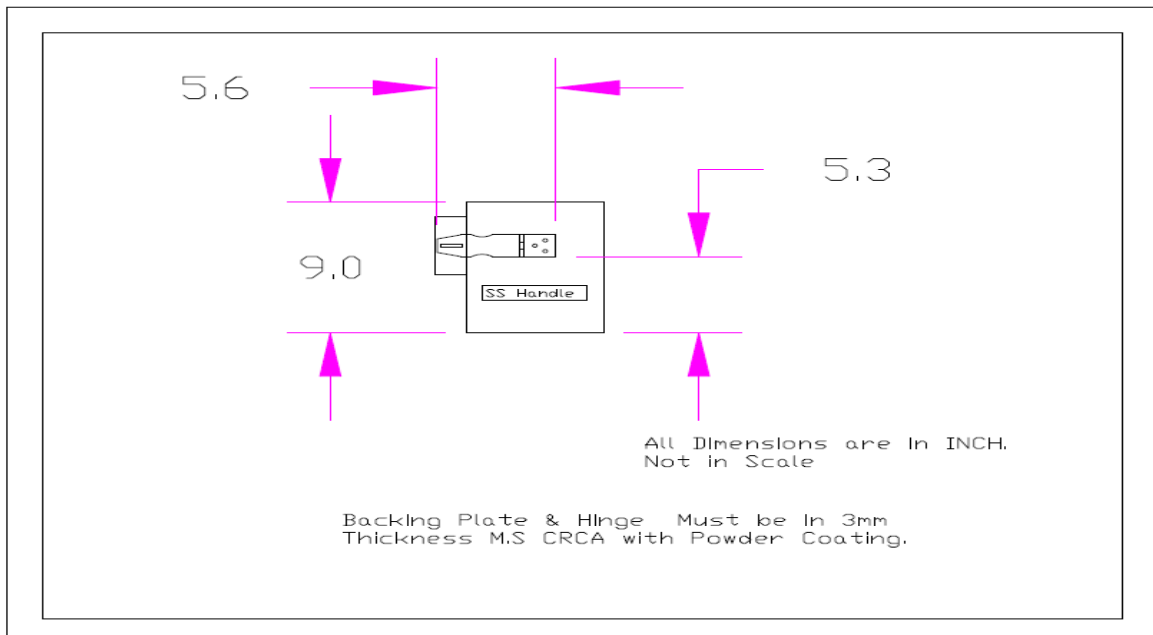 5.6
5.3
9.0
SS Handle
All Dimensions are in INCH.
Not in Scale
Backing Plate & Hinge Must be in 3mm
Thickness M.S CRCA with Powder Coating.